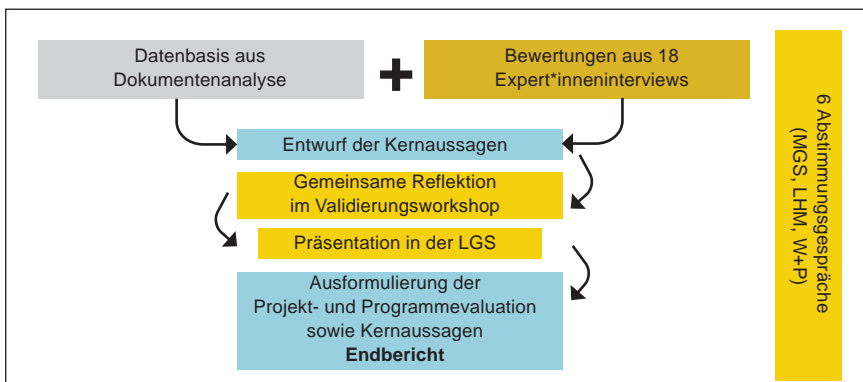 Datenbasis aus
Dokumentenanalyse
+
Bewertungen aus 18
Expert*inneninterviews
Entwurf der Kernaussagen
Gemeinsame Reflektion
im Validierungsworkshop
Präsentation in der LGS
Ausformulierung der
Projekt- und Programmevaluation
sowie Kernaussagen
Endbericht
6 Abstimmungsgespräche
(MGS, LHM, W+P)